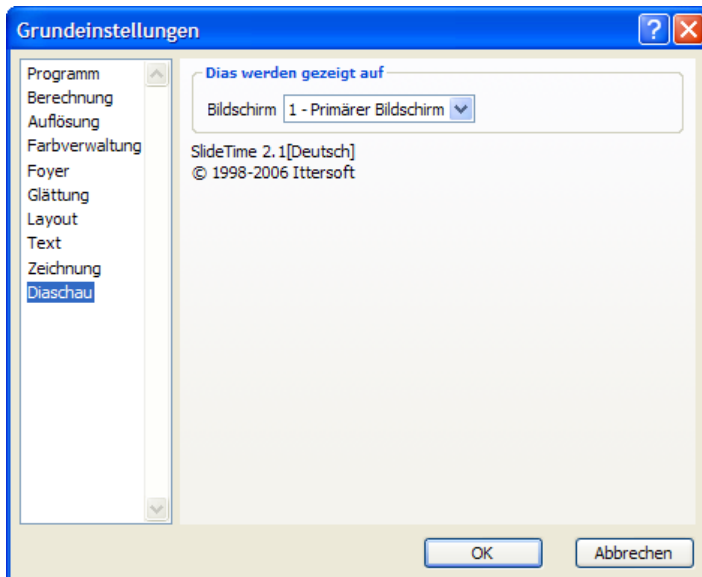 Grundeinstellungen
Programm
Berechnung
Auflösung
Farbverwaltung
Foyer
Glättung
Layout
Text
Zeichnung
Diaschau
Dias werden gezeigt auf
Bildschirm 1 - Primärer Bildschirm
SlideTime 2.1[Deutsch]
© 1998-2006 Ittersoft
OK Abbrechen